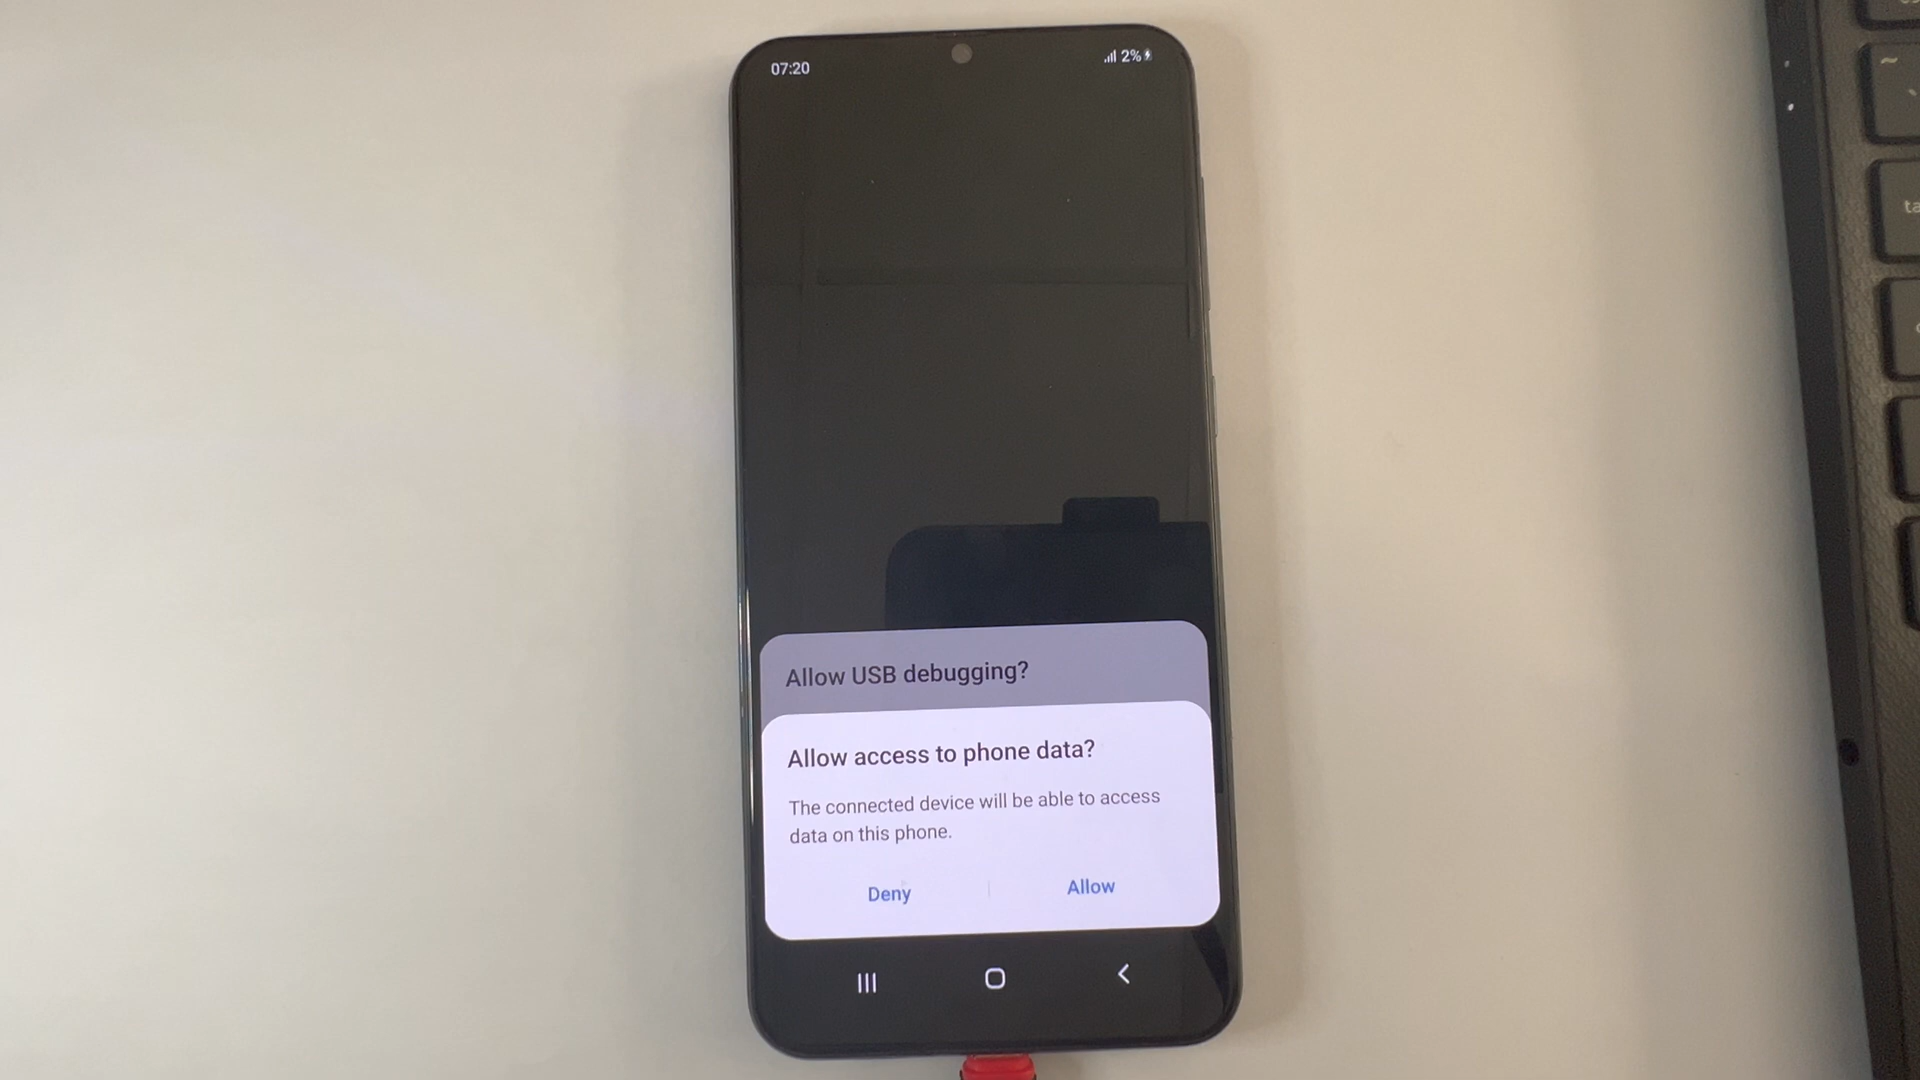 07:20
2%
Allow USB debugging?
Allow access to phone data?
The connected device will be able to access
data on this phone.
Deny
Allow
~
`
ta